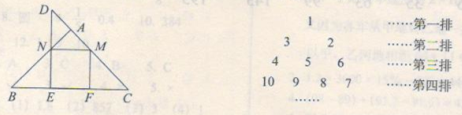 D
A
N M
B E F C
1 ……第一排
3 2 ……第二排
4 5 6 ……第三排
10 9 8 7 ……第四排
……